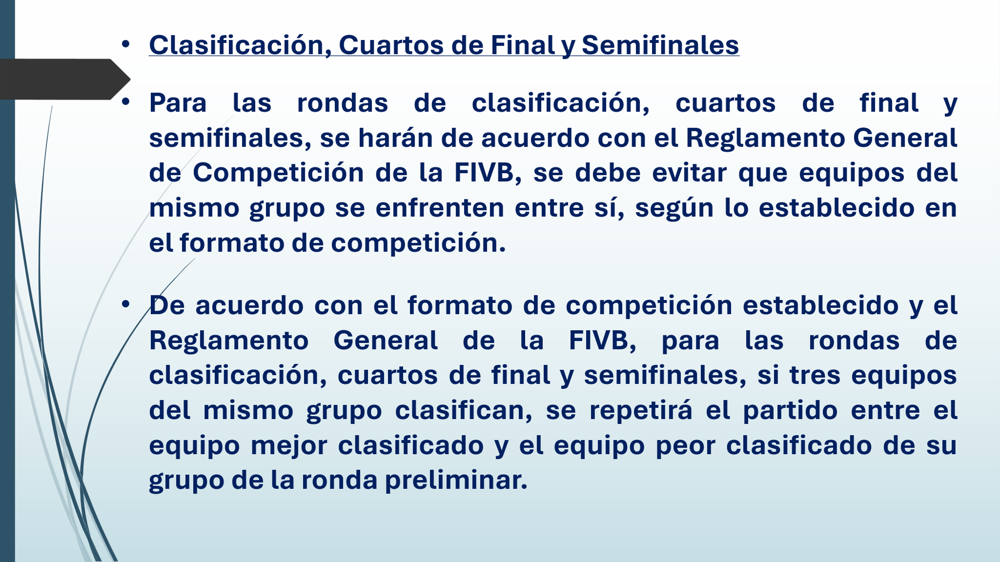 • Clasificación, Cuartos de Final y Semifinales
• Para las rondas de clasificación, cuartos de final y
semifinales, se harán de acuerdo con el Reglamento General
de Competición de la FIVB, se debe evitar que equipos del
mismo grupo se enfrenten entre sí, según lo establecido en
el formato de competición.
• De acuerdo con el formato de competición establecido y el
Reglamento General de la FIVB, para las rondas de
clasificación, cuartos de final y semifinales, si tres equipos
del mismo grupo clasifican, se repetirá el partido entre el
equipo mejor clasificado y el equipo peor clasificado de su
grupo de la ronda preliminar.